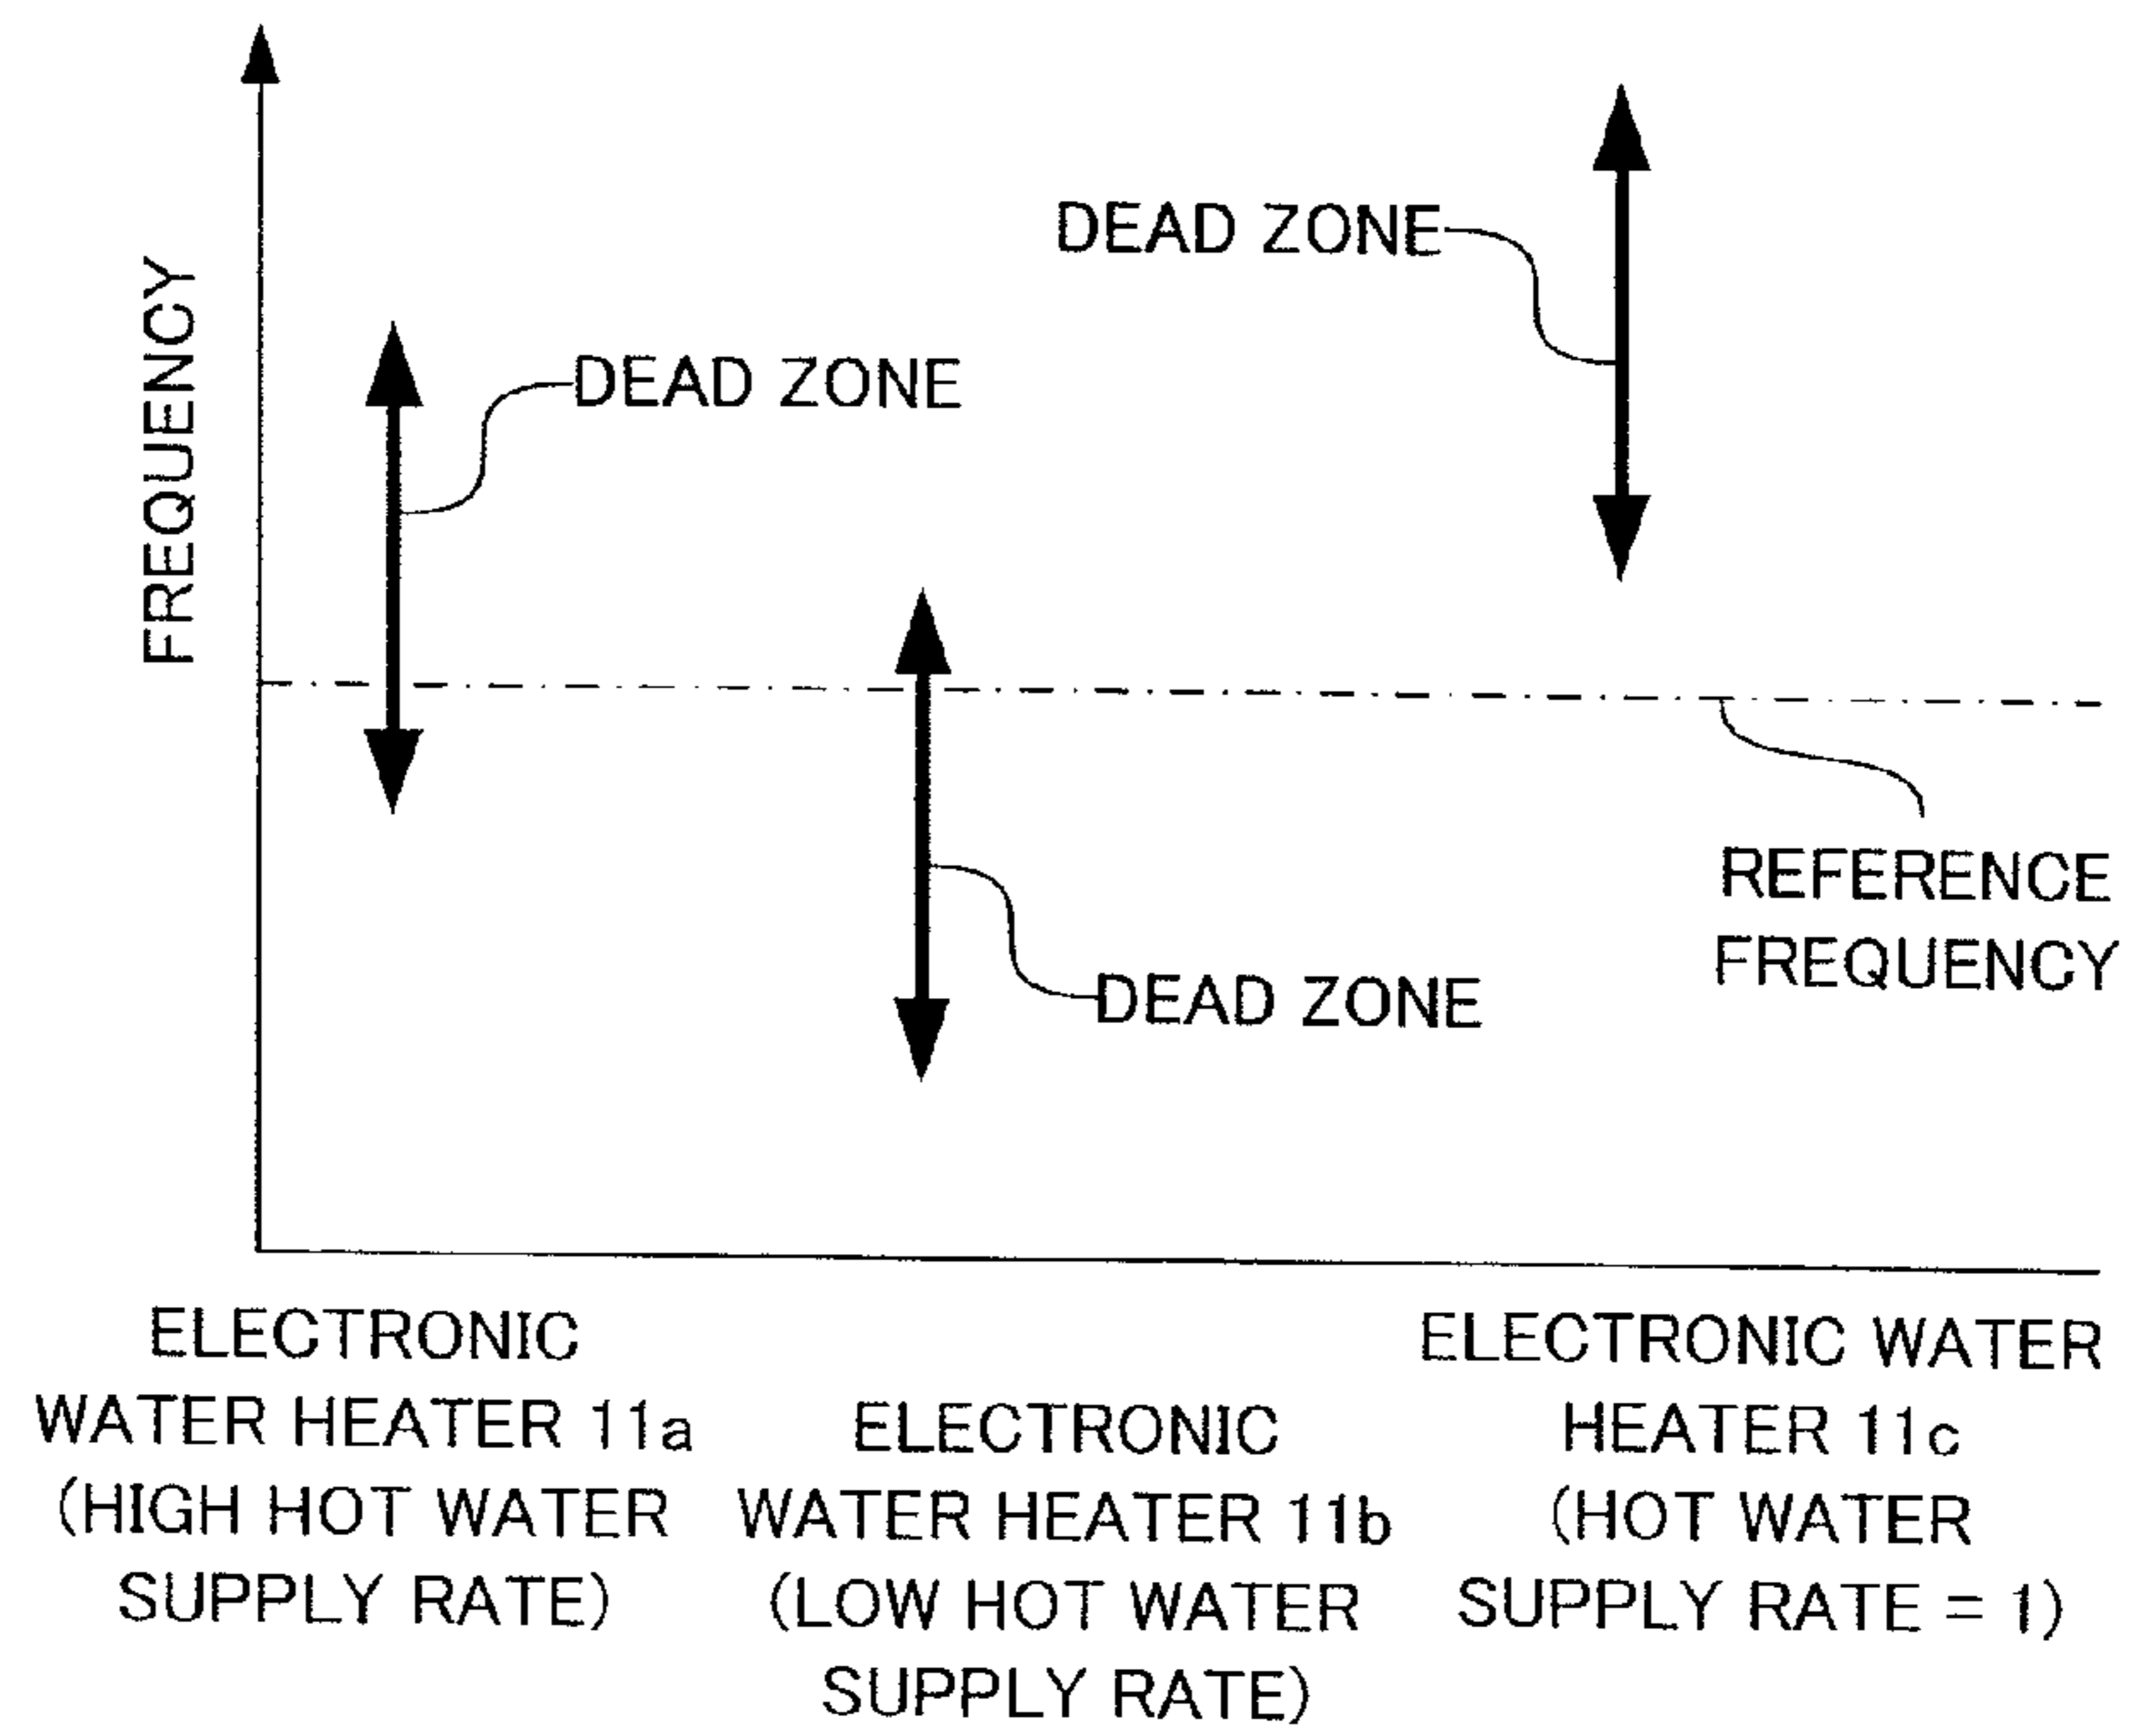 FREQUENCY
DEAD ZONE
DEAD ZONE
DEAD ZONE
REFERENCE
FREQUENCY
ELECTRONIC
WATER HEATER 11a
(HIGH HOT WATER
SUPPLY RATE)
ELECTRONIC
WATER HEATER 11b
(LOW HOT WATER
SUPPLY RATE)
ELECTRONIC WATER
HEATER 11c
(HOT WATER
SUPPLY RATE = 1)